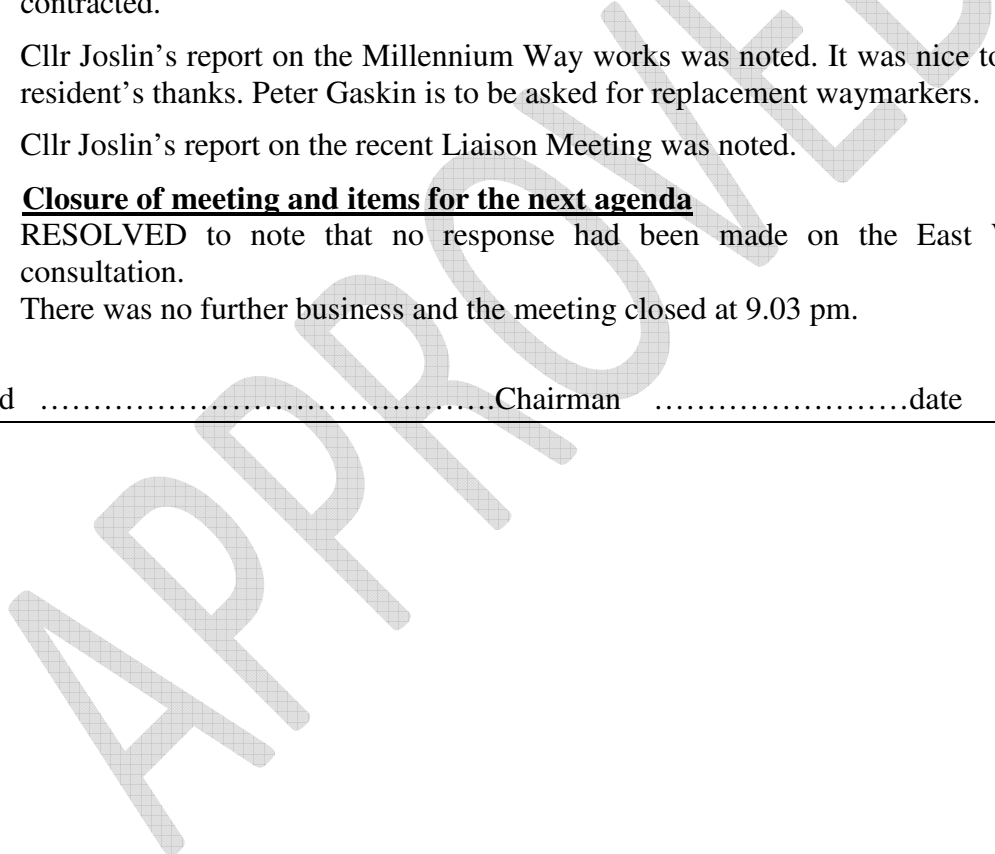 contracted.
Cllr Joslin’s report on the Millennium Way works was noted. It was nice to
resident’s thanks. Peter Gaskin is to be asked for replacement waymarkers.
Cllr Joslin’s report on the recent Liaison Meeting was noted.
Closure of meeting and items for the next agenda
RESOLVED to note that no response had been made on the East
consultation.
There was no further business and the meeting closed at 9.03 pm.
…………………………………….Chairman ……………………date
APPROVED